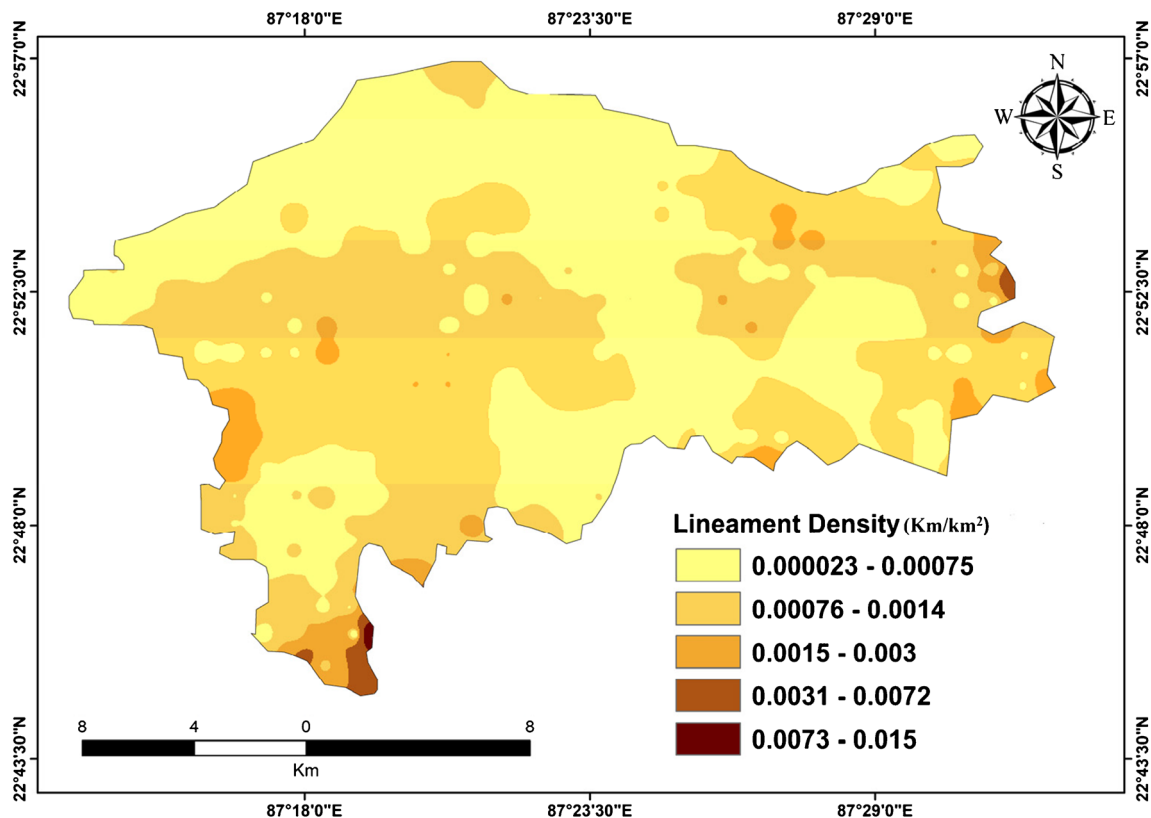 87°18'0"E 87°23'30"E 87°29'0"E
22°57'0"N 22°57'0"N
N
W E
S
22°52'30"N 22°52'30"N
22°48'0"N 22°48'0"N
Lineament Density (Km/km²)
0.000023 - 0.00075
0.00076 - 0.0014
0.0015 - 0.003
0.0031 - 0.0072
0.0073 - 0.015
8 4 0 8
Km
22°43'30"N 22°43'30"N
87°18'0"E 87°23'30"E 87°29'0"E